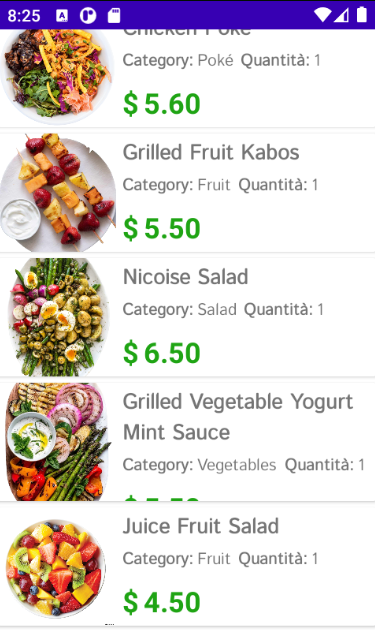 8:25
Chicken Poke
Category: Poké Quantità: 1
$ 5.60
Grilled Fruit Kabos
Category: Fruit Quantità: 1
$ 5.50
Nicoise Salad
Category: Salad Quantità: 1
$ 6.50
Grilled Vegetable Yogurt
Mint Sauce
Category: Vegetables Quantità: 1
Juice Fruit Salad
Category: Fruit Quantità: 1
$ 4.50